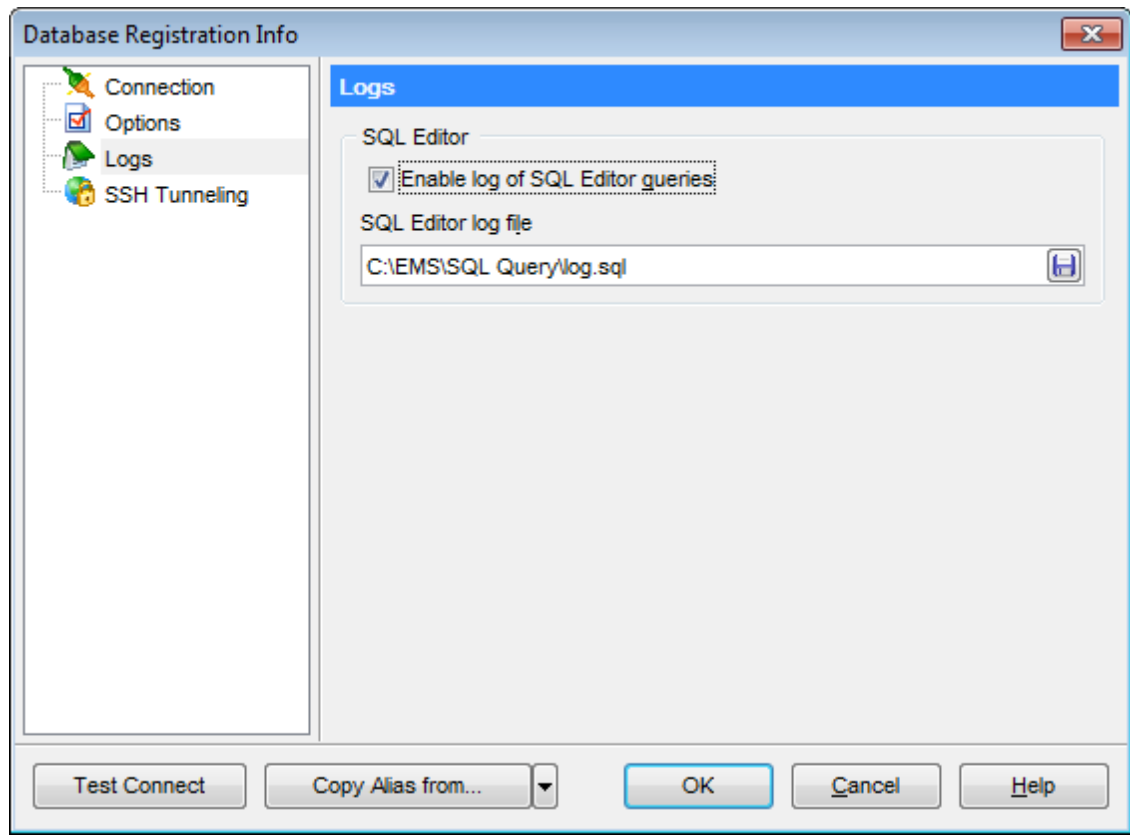 Database Registration Info
Connection
Options
Logs
SSH Tunneling
Logs
SQL Editor
Enable log of SQL Editor queries
SQL Editor log file
C:\EMS\SQL Query\log.sql
Test Connect
Copy Alias from...
OK
Cancel
Help